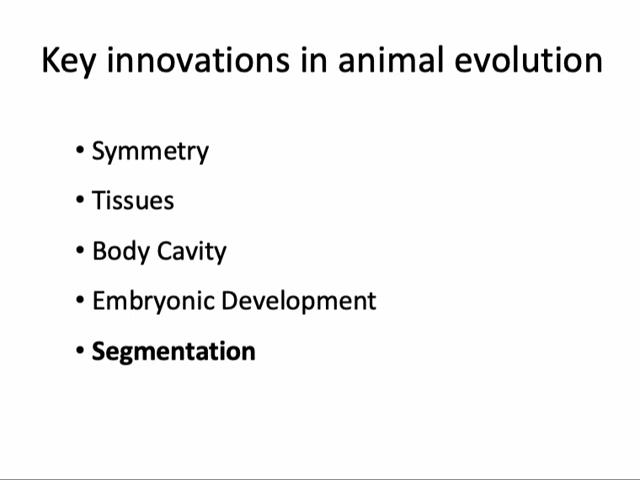 Key innovations in animal evolution
• Symmetry
• Tissues
• Body Cavity
• Embryonic Development
• Segmentation